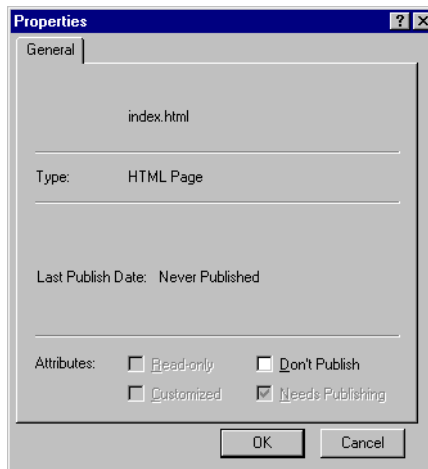 Properties
General
index.html
Type: HTML Page
Last Publish Date: Never Published
Attributes: Read-only Don't Publish
Customized Needs Publishing
OK Cancel